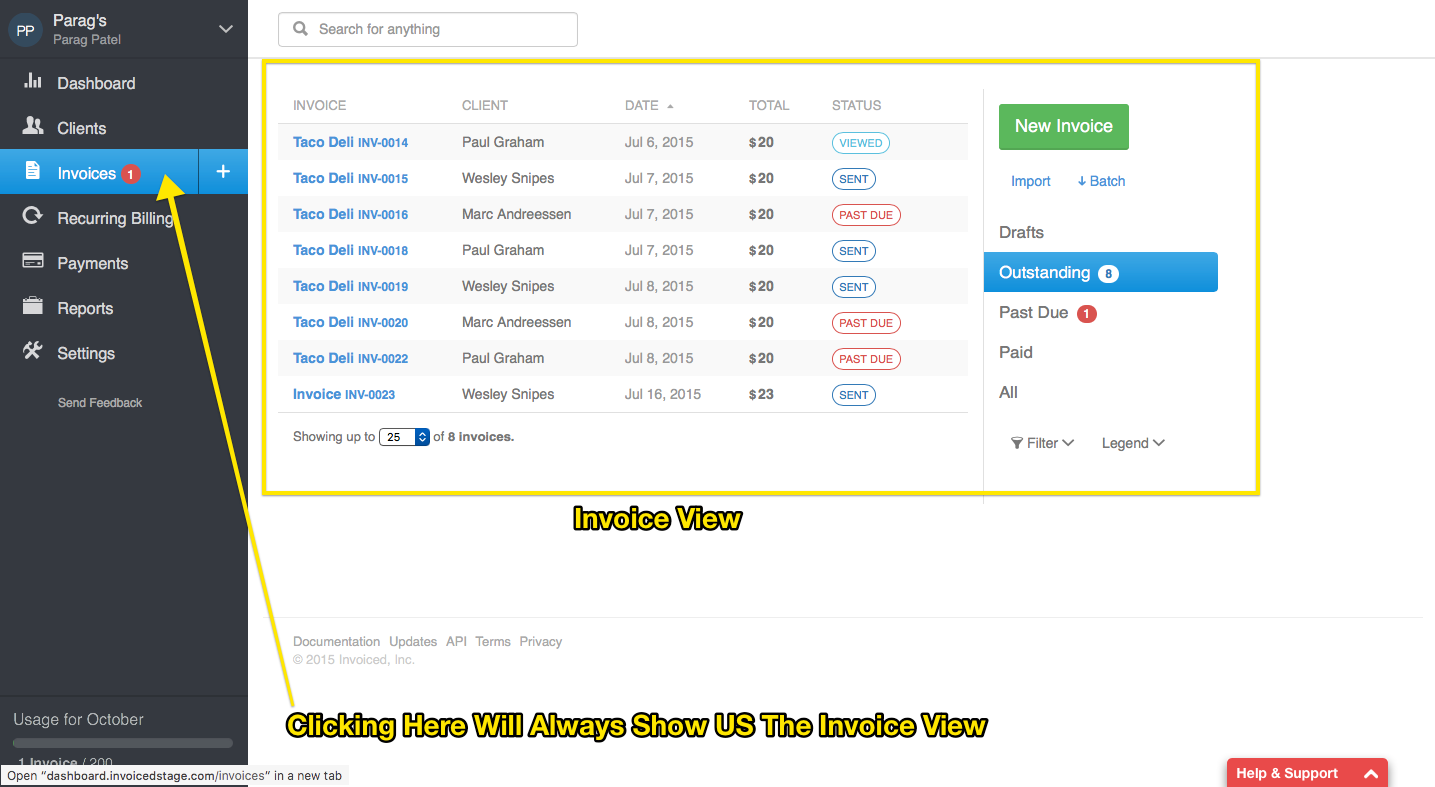 PP
Parag's
Parag Patel
Dashboard
Clients
Invoices 1 +
Recurring Billing
Payments
Reports
Settings
Send Feedback
Usage for October
1 Invoice / 200
Open “dashboard.invoicedstage.com/invoices” in a new tab
Search for anything
INVOICE CLIENT DATE TOTAL STATUS
Taco Deli INV-0014 Paul Graham Jul 6, 2015 $20 VIEWED
Taco Deli INV-0015 Wesley Snipes Jul 7, 2015 $20 SENT
Taco Deli INV-0016 Marc Andreessen Jul 7, 2015 $20 PAST DUE
Taco Deli INV-0018 Paul Graham Jul 7, 2015 $20 SENT
Taco Deli INV-0019 Wesley Snipes Jul 8, 2015 $20 SENT
Taco Deli INV-0020 Marc Andreessen Jul 8, 2015 $20 PAST DUE
Taco Deli INV-0022 Paul Graham Jul 8, 2015 $20 PAST DUE
Invoice INV-0023 Wesley Snipes Jul 16, 2015 $23 SENT
Showing up to 25 of 8 invoices.
New Invoice
Import Batch
Drafts
Outstanding 8
Past Due 1
Paid
All
Filter Legend
Invoice View
Documentation Updates API Terms Privacy
© 2015 Invoiced, Inc.
Clicking Here Will Always Show US The Invoice View
Help & Support